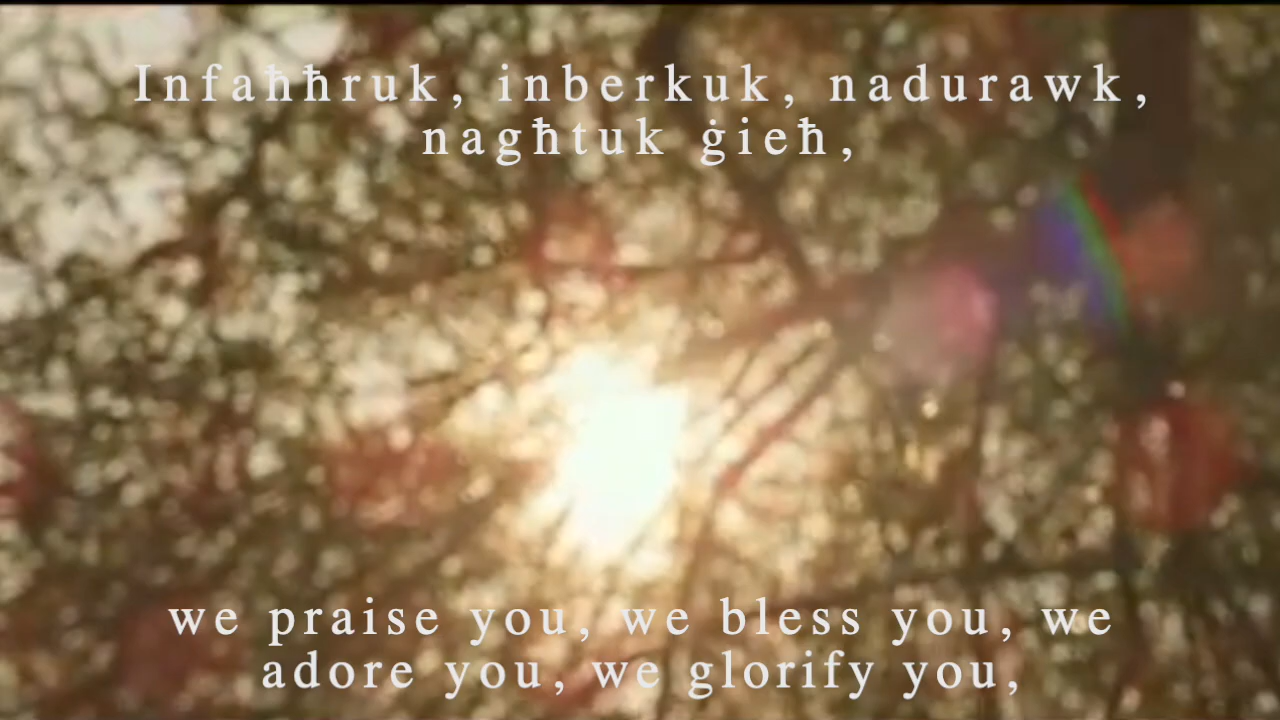 Infaħħruk, inberkuk, nadurawk,
nagħtuk ġieħ,
we praise you, we bless you, we
adore you, we glorify you,